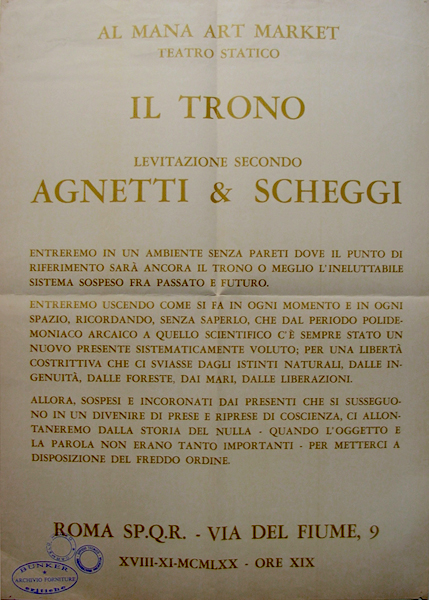 AL MANA ART MARKET
TEATRO STATICO
IL TRONO
LEVITAZIONE SECONDO
AGNETTI & SCHEGGI
ENTREREMO IN UN AMBIENTE SENZA PARETI DOVE IL PUNTO DI
RIFERIMENTO SARÀ ANCORA IL TRONO O MEGLIO L'INELUTTABILE
SISTEMA SOSPESO FRA PASSATO E FUTURO.
ENTREREMO USCENDO COME SI FA IN OGNI MOMENTO E IN OGNI
SPAZIO, RICORDANDO, SENZA SAPERLO, CHE DAL PERIODO POLIDE-
MONIACO ARCAICO A QUELLO SCIENTIFICO C'È SEMPRE STATO UN
NUOVO PRESENTE SISTEMATICAMENTE VOLUTO; PER UNA LIBERTÀ
COSTRITTIVA CHE CI SVIASSE DAGLI ISTINTI NATURALI, DALLE IN-
GENUITÀ, DALLE FORESTE, DAI MARI, DALLE LIBERAZIONI.
ALLORA, SOSPESI E INCORONATI DAI PRESENTI CHE SI SUSSEGUO-
NO IN UN DIVENIRE DI PRESE E RIPRESE DI COSCIENZA, CI ALLON-
TANEREMO DALLA STORIA DEL NULLA - QUANDO L'OGGETTO E
LA PAROLA NON ERANO TANTO IMPORTANTI - PER METTERCI A
DISPOSIZIONE DEL FREDDO ORDINE.
ROMA SP.Q.R. - VIA DEL FIUME, 9
XVIII-XI-MCMLXX - ORE XIX
BUNKER
ARCHIVIO FORNITURE